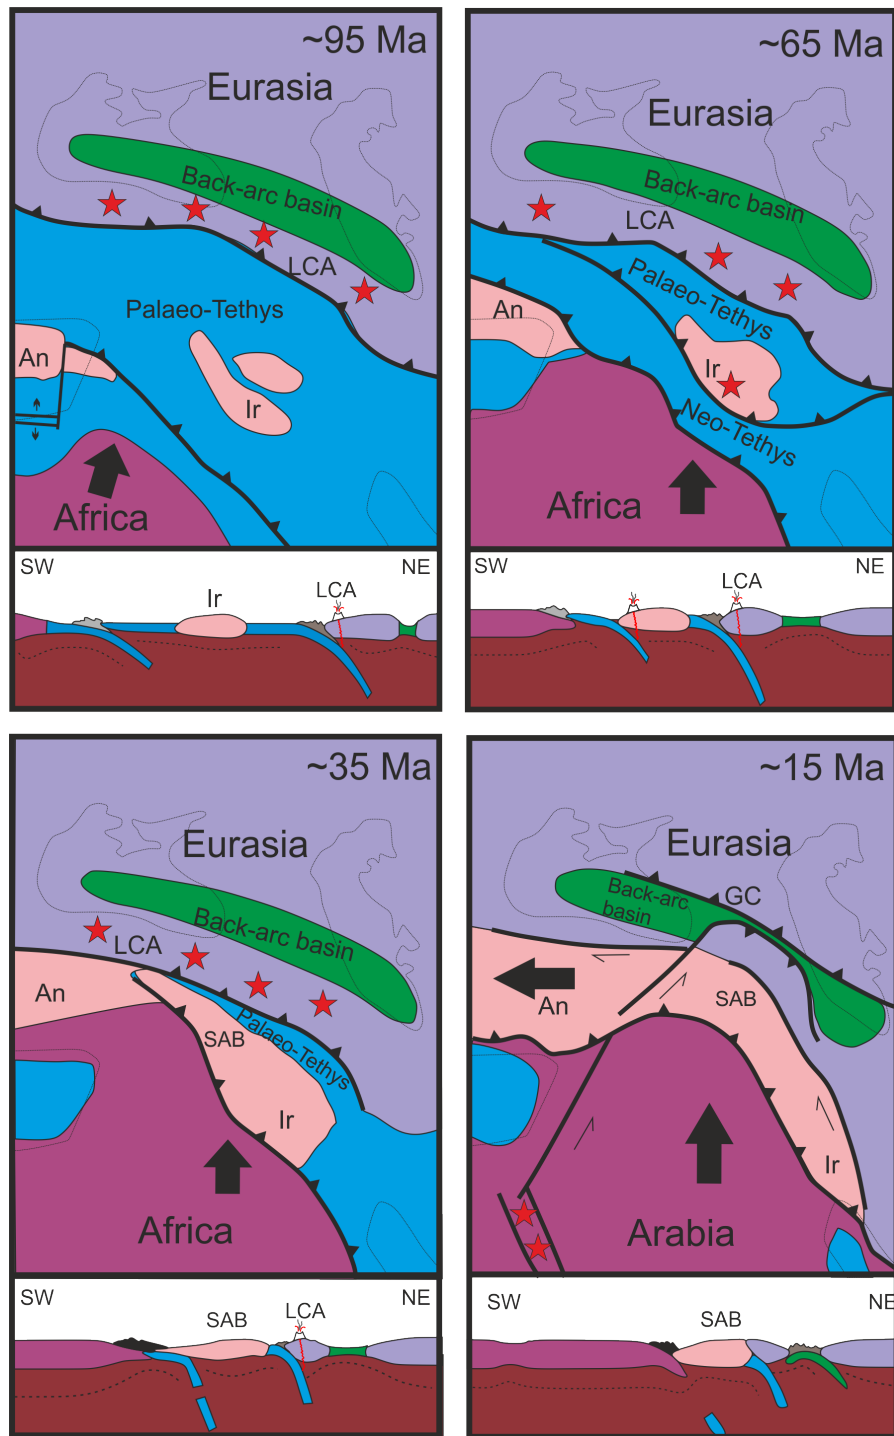 ~95 Ma
Eurasia
Back-arc basin
LCA
Palaeo-Tethys
An
Ir
Africa
SW
NE
Ir
LCA
~65 Ma
Eurasia
Back-arc basin
LCA
Palaeo-Tethys
An
Ir
Neo-Tethys
Africa
SW
NE
LCA
~35 Ma
Eurasia
Back-arc basin
LCA
An
Palaeo-Tethys
SAB
Ir
Africa
SW
NE
SAB
LCA
~15 Ma
Eurasia
Back-arc
basin
GC
An
SAB
Ir
Arabia
SW
NE
SAB